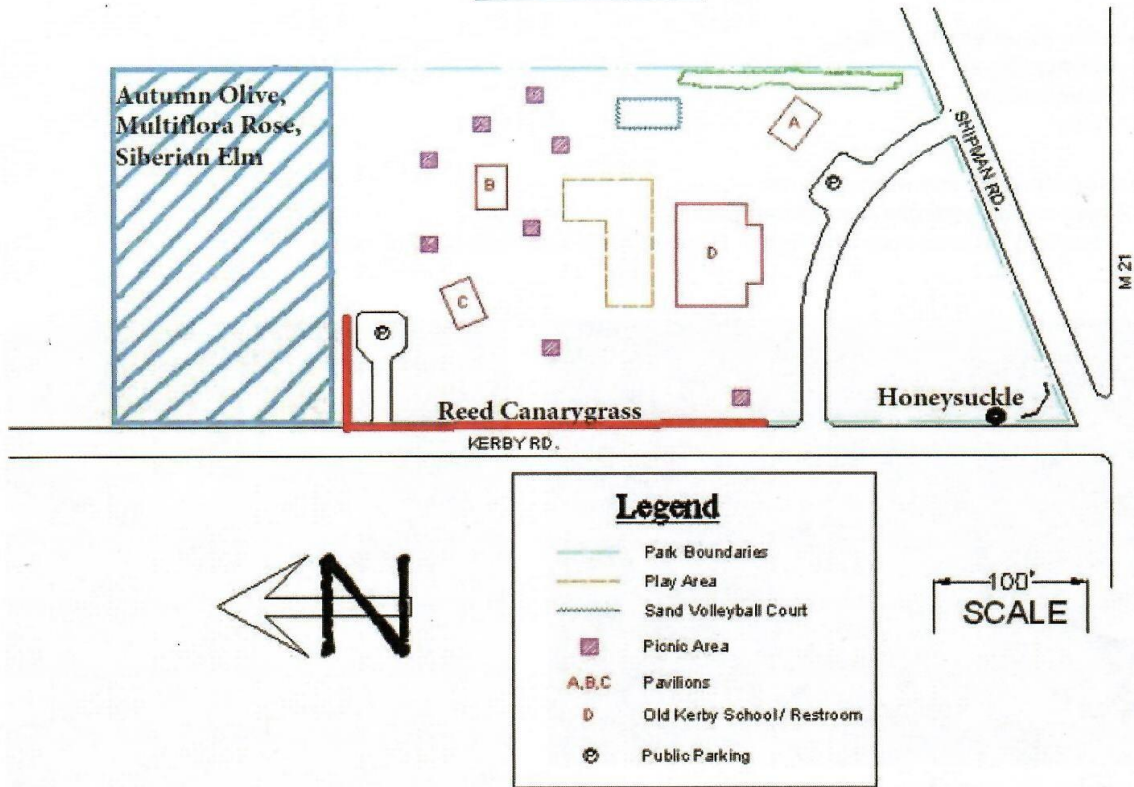 Autumn Olive,
Multiflora Rose,
Siberian Elm
A
B
C
D
P
P
SHIPMAN RD.
M 21
Honeysuckle
Reed Canarygrass
KERBY RD.
N
Legend
Park Boundaries
Play Area
Sand Volleyball Court
Picnic Area
A,B,C Pavilions
D Old Kerby School / Restroom
P Public Parking
100'
SCALE